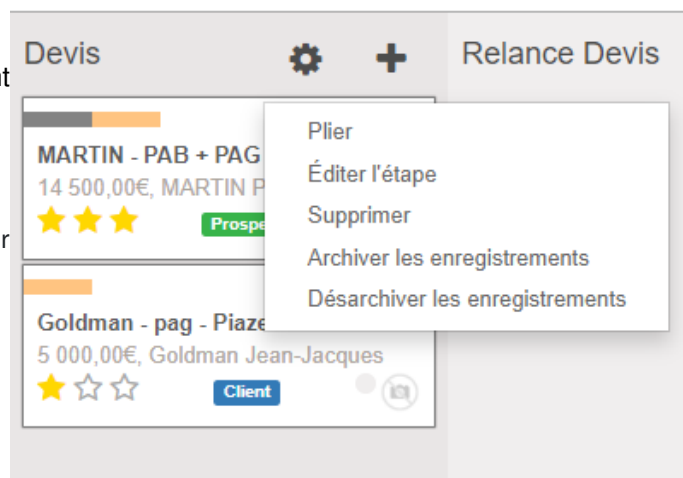 Devis
Relance Devis
MARTIN - PAB + PAG
14 500,00€, MARTIN P
Plier
Éditer l'étape
Supprimer
Archiver les enregistrements
Désarchiver les enregistrements
Goldman - pag - Piaze
5 000,00€, Goldman Jean-Jacques
Client